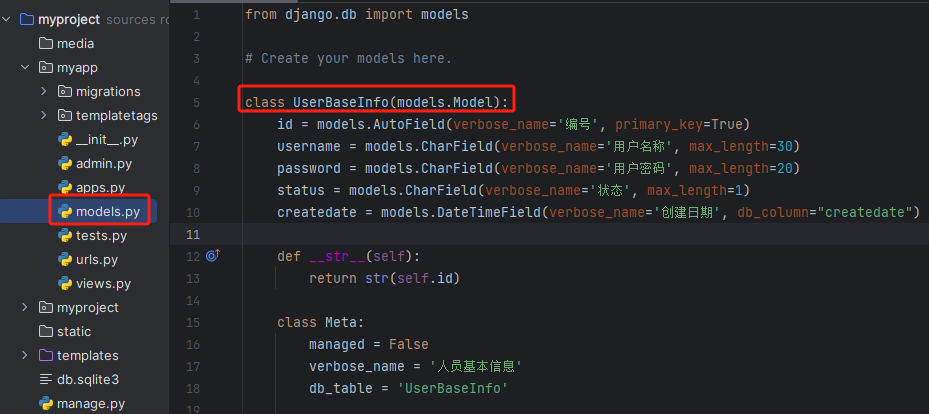 myproject sources ro
media
myapp
migrations
templatetags
__init__.py
admin.py
apps.py
models.py
tests.py
urls.py
views.py
myproject
static
templates
db.sqlite3
manage.py
1 from django.db import models
2
3 # Create your models here.
4
5 class UserBaseInfo(models.Model):
6 id = models.AutoField(verbose_name='编号', primary_key=True)
7 username = models.CharField(verbose_name='用户名称', max_length=30)
8 password = models.CharField(verbose_name='用户密码', max_length=20)
9 status = models.CharField(verbose_name='状态', max_length=1)
10 createdate = models.DateTimeField(verbose_name='创建日期', db_column="createdate")
11
12 def __str__(self):
13 return str(self.id)
14
15 class Meta:
16 managed = False
17 verbose_name = '人员基本信息'
18 db_table = 'UserBaseInfo'
19